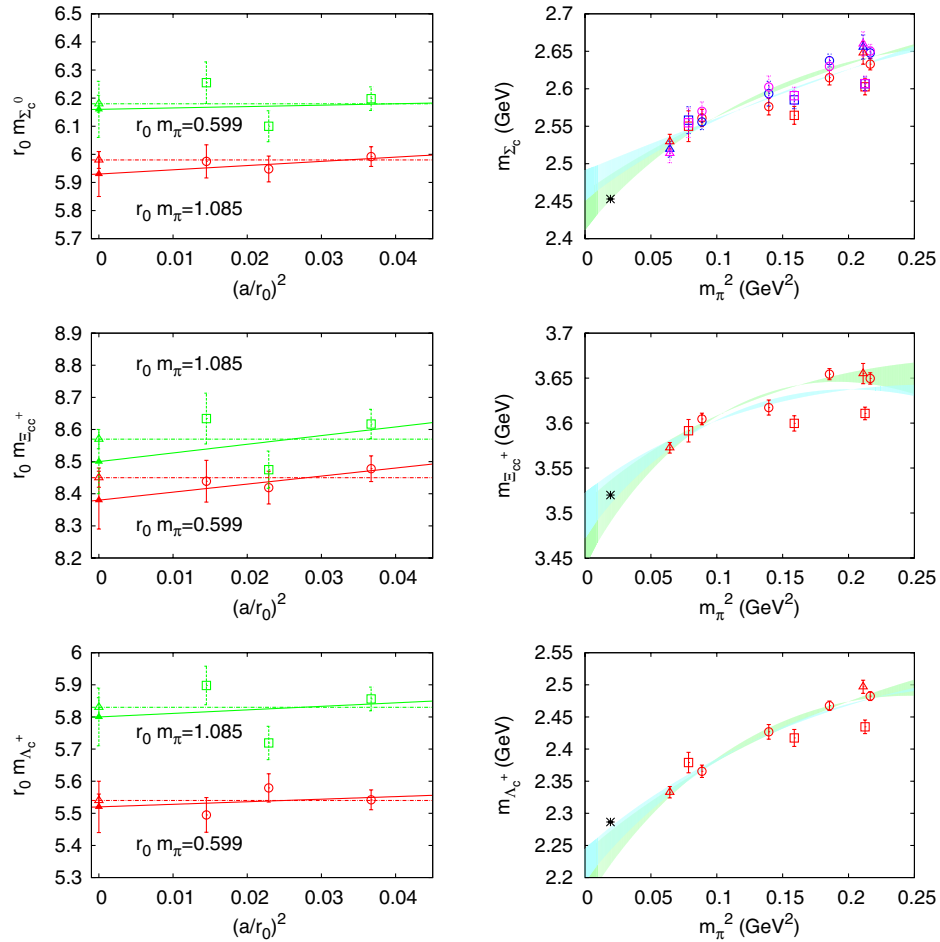 r₀ m_Σc⁰
6.5
6.4
6.3
6.2
6.1
6
5.9
5.8
5.7
r₀ mπ=0.599
r₀ mπ=1.085
0 0.01 0.02 0.03 0.04
(a/r₀)²
m_Σc (GeV)
2.7
2.65
2.6
2.55
2.5
2.45
2.4
0 0.05 0.1 0.15 0.2 0.25
mπ² (GeV²)
r₀ m_Ξcc⁺
8.9
8.8
8.7
8.6
8.5
8.4
8.3
8.2
r₀ mπ=1.085
r₀ mπ=0.599
0 0.01 0.02 0.03 0.04
(a/r₀)²
m_Ξcc⁺ (GeV)
3.7
3.65
3.6
3.55
3.5
3.45
0 0.05 0.1 0.15 0.2 0.25
mπ² (GeV²)
r₀ m_Λc⁺
6
5.9
5.8
5.7
5.6
5.5
5.4
5.3
r₀ mπ=1.085
r₀ mπ=0.599
0 0.01 0.02 0.03 0.04
(a/r₀)²
m_Λc⁺ (GeV)
2.55
2.5
2.45
2.4
2.35
2.3
2.25
2.2
0 0.05 0.1 0.15 0.2 0.25
mπ² (GeV²)